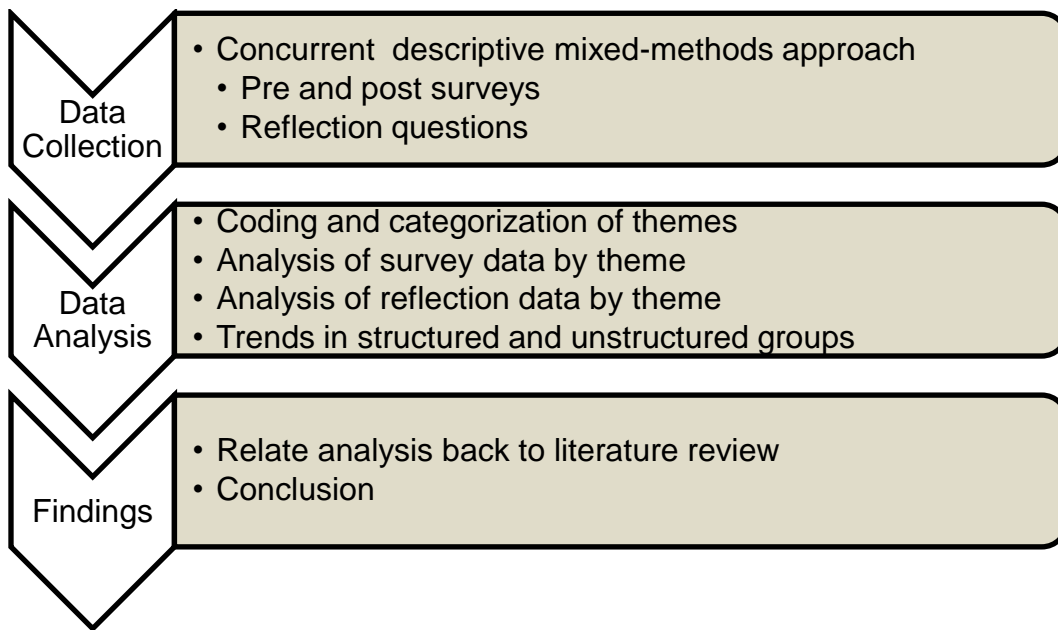 Data
Collection
• Concurrent descriptive mixed-methods approach
• Pre and post surveys
• Reflection questions
Data
Analysis
• Coding and categorization of themes
• Analysis of survey data by theme
• Analysis of reflection data by theme
• Trends in structured and unstructured groups
Findings
• Relate analysis back to literature review
• Conclusion